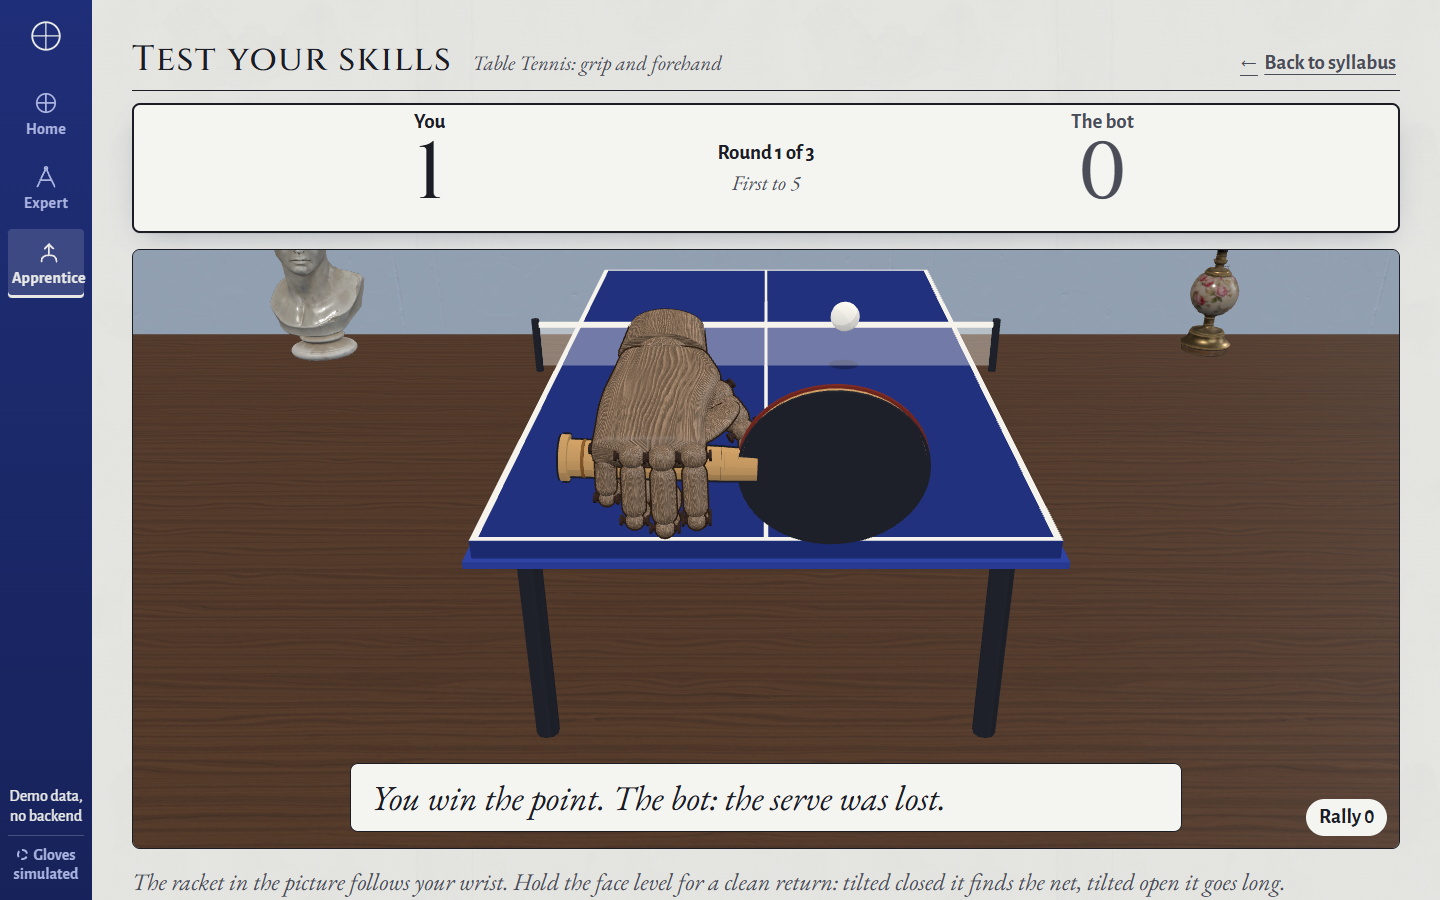 TEST YOUR SKILLS
Table Tennis: grip and forehand
← Back to syllabus
Home
Expert
Apprentice
Demo data,
no backend
Gloves
simulated
You
1
Round 1 of 3
First to 5
The bot
0
You win the point. The bot: the serve was lost.
Rally 0
The racket in the picture follows your wrist. Hold the face level for a clean return: tilted closed it finds the net, tilted open it goes long.